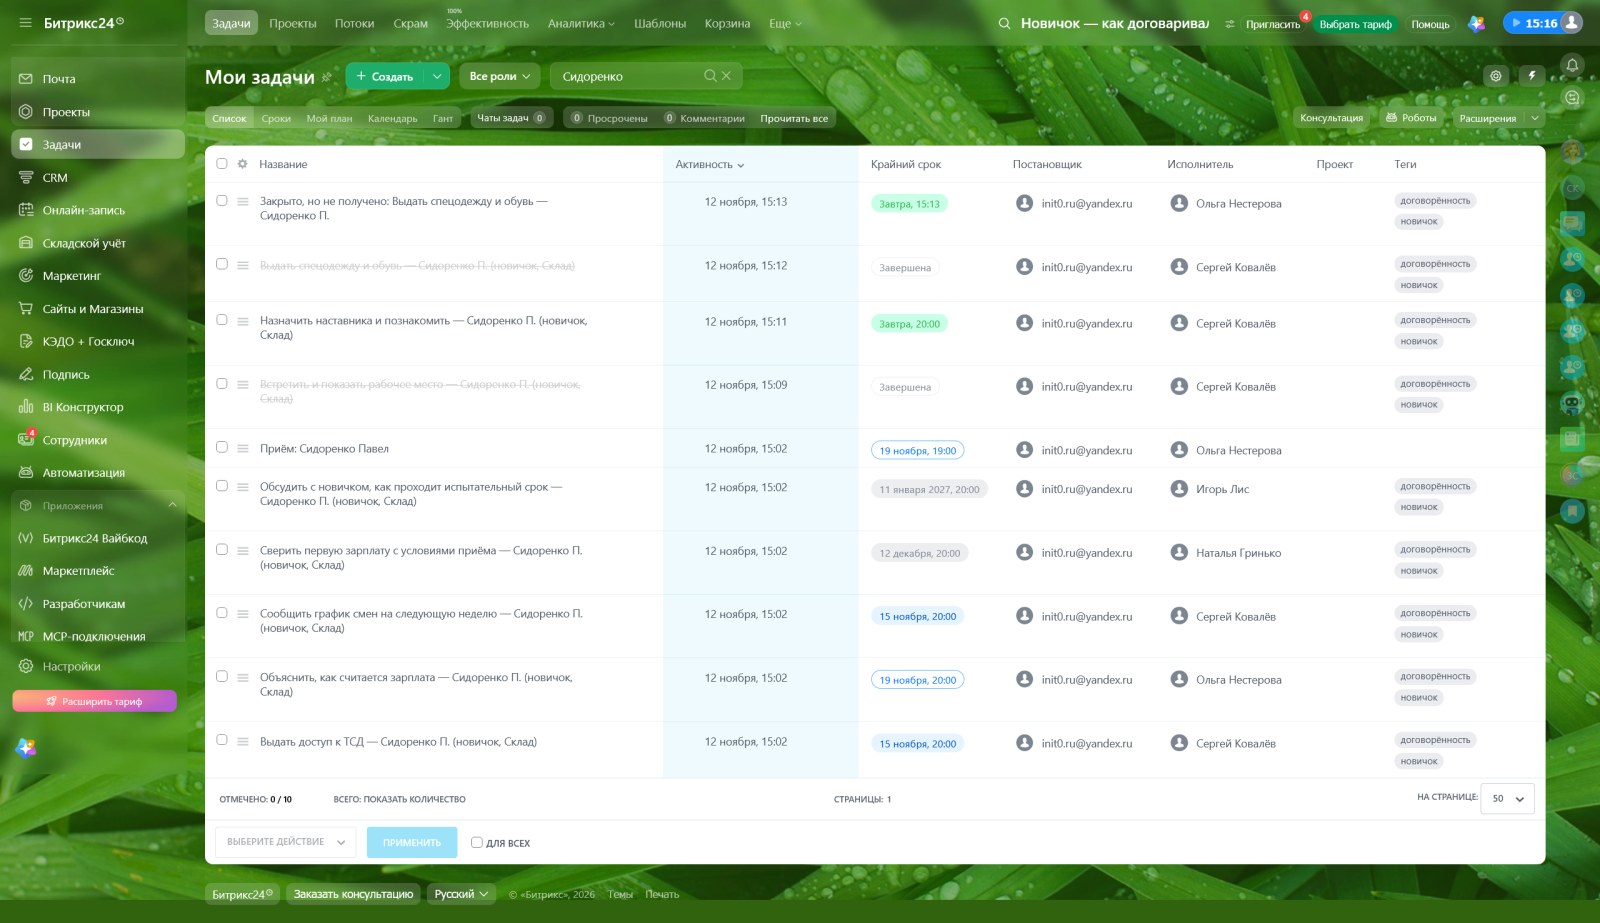 Битрикс24
Задачи
Проекты
Потоки
Скрам
100%
Эффективность
Аналитика
Шаблоны
Корзина
Еще
Новичок — как договаривал
Пригласить
4
Выбрать тариф
Помощь
15:16
Почта
Проекты
Задачи
CRM
Онлайн-запись
Складской учёт
Маркетинг
Сайты и Магазины
КЭДО + Госключ
Подпись
BI Конструктор
4
Сотрудники
Автоматизация
Приложения
Битрикс24 Вайбкод
Маркетплейс
Разработчикам
MCP MCP-подключения
Настройки
Расширить тариф
Мои задачи
Создать
Все роли
Сидоренко
Список
Сроки
Мой план
Календарь
Гант
Чаты задач 0
0 Просрочены
0 Комментарии
Прочитать все
Консультация
Роботы
Расширения
Название Активность Крайний срок Постановщик Исполнитель Проект Теги
Закрыто, но не получено: Выдать спецодежду и обувь — 12 ноября, 15:13 Завтра, 15:13 init0.ru@yandex.ru Ольга Нестерова договорённость
Сидоренко П. новичок
Выдать спецодежду и обувь — Сидоренко П. (новичок, Склад) 12 ноября, 15:12 Завершена init0.ru@yandex.ru Сергей Ковалёв договорённость
новичок
Назначить наставника и познакомить — Сидоренко П. (новичок, 12 ноября, 15:11 Завтра, 20:00 init0.ru@yandex.ru Сергей Ковалёв договорённость
Склад) новичок
Встретить и показать рабочее место — Сидоренко П. (новичок, 12 ноября, 15:09 Завершена init0.ru@yandex.ru Сергей Ковалёв договорённость
Склад) новичок
Приём: Сидоренко Павел 12 ноября, 15:02 19 ноября, 19:00 init0.ru@yandex.ru Ольга Нестерова
Обсудить с новичком, как проходит испытательный срок — 12 ноября, 15:02 11 января 2027, 20:00 init0.ru@yandex.ru Игорь Лис договорённость
Сидоренко П. (новичок, Склад) новичок
Сверить первую зарплату с условиями приёма — Сидоренко П. 12 ноября, 15:02 12 декабря, 20:00 init0.ru@yandex.ru Наталья Гринько договорённость
(новичок, Склад) новичок
Сообщить график смен на следующую неделю — Сидоренко П. 12 ноября, 15:02 15 ноября, 20:00 init0.ru@yandex.ru Сергей Ковалёв договорённость
(новичок, Склад) новичок
Объяснить, как считается зарплата — Сидоренко П. (новичок, 12 ноября, 15:02 19 ноября, 20:00 init0.ru@yandex.ru Ольга Нестерова договорённость
Склад) новичок
Выдать доступ к ТСД — Сидоренко П. (новичок, Склад) 12 ноября, 15:02 15 ноября, 20:00 init0.ru@yandex.ru Сергей Ковалёв договорённость
новичок
ОТМЕЧЕНО: 0 / 10 ВСЕГО: ПОКАЗАТЬ КОЛИЧЕСТВО СТРАНИЦЫ: 1 НА СТРАНИЦЕ: 50
ВЫБЕРИТЕ ДЕЙСТВИЕ ПРИМЕНИТЬ ДЛЯ ВСЕХ
Битрикс24 Заказать консультацию Русский © «Битрикс», 2026 Темы Печать
СК